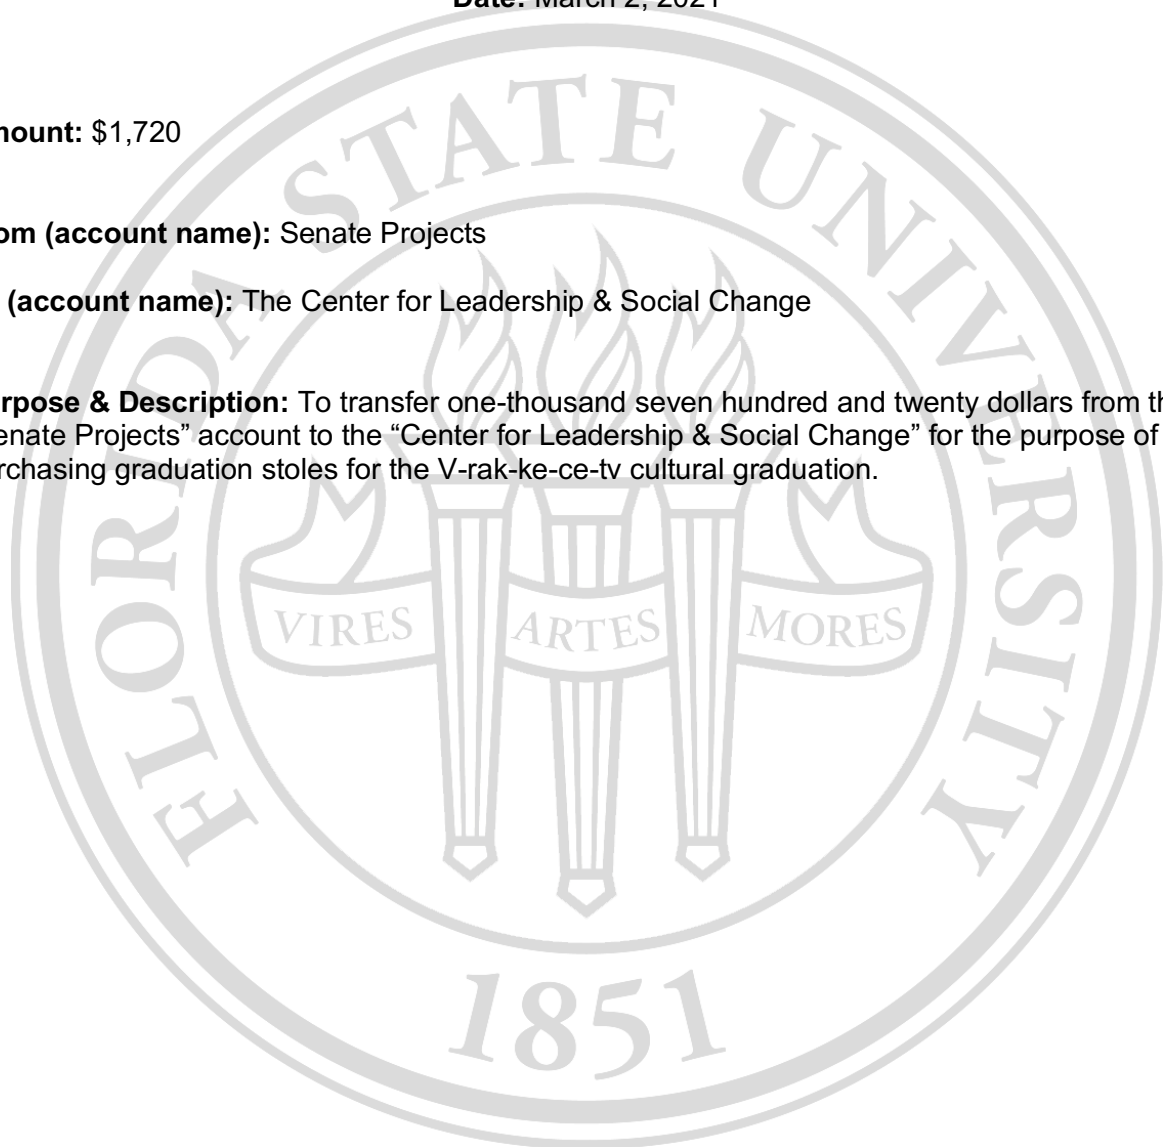 Date: March 2, 2021
mount: $1,720
om (account name): Senate Projects
(account name): The Center for Leadership & Social Change
rpose & Description: To transfer one-thousand seven hundred and twenty dollars from th
enate Projects” account to the “Center for Leadership & Social Change” for the purpose of
rchasing graduation stoles for the V-rak-ke-ce-tv cultural graduation.
FLORIDA STATE UNIVERSITY
VIRES ARTES MORES
1851